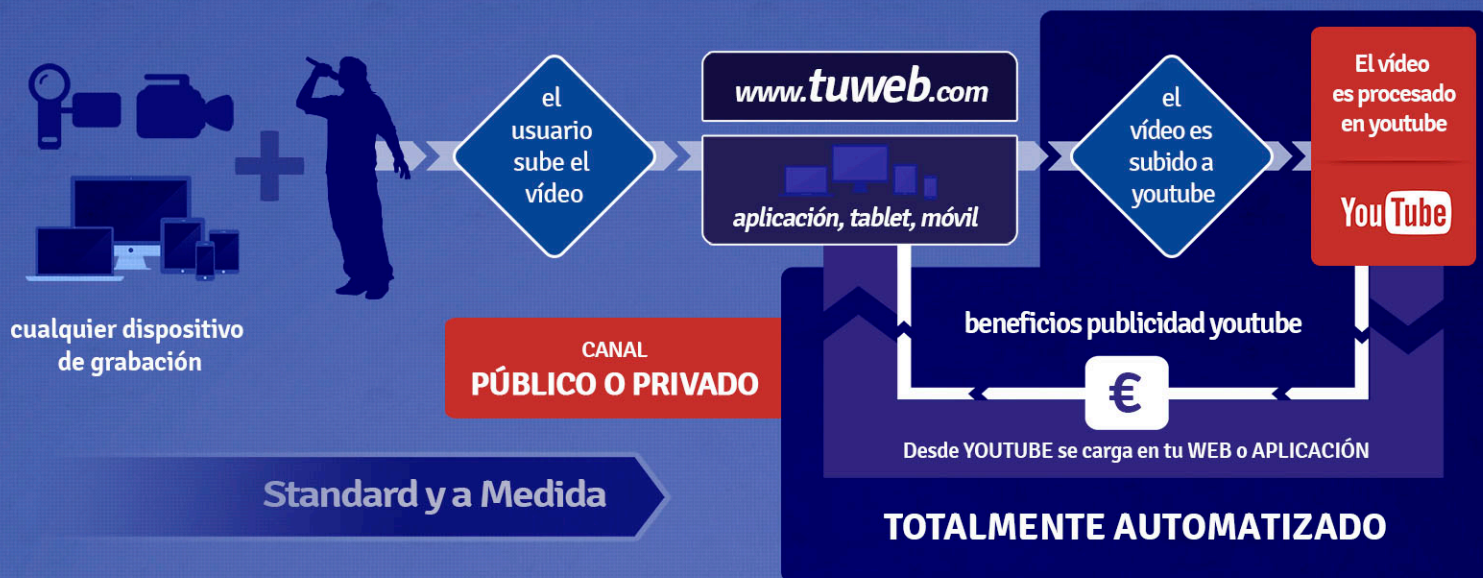 cualquier dispositivo
de grabación
el
usuario
sube el
vídeo
www.tuweb.com
aplicación, tablet, móvil
el
vídeo es
subido a
youtube
El vídeo
es procesado
en youtube
YouTube
beneficios publicidad youtube
€
Desde YOUTUBE se carga en tu WEB o APLICACIÓN
CANAL
PÚBLICO O PRIVADO
Standard y a Medida
TOTALMENTE AUTOMATIZADO